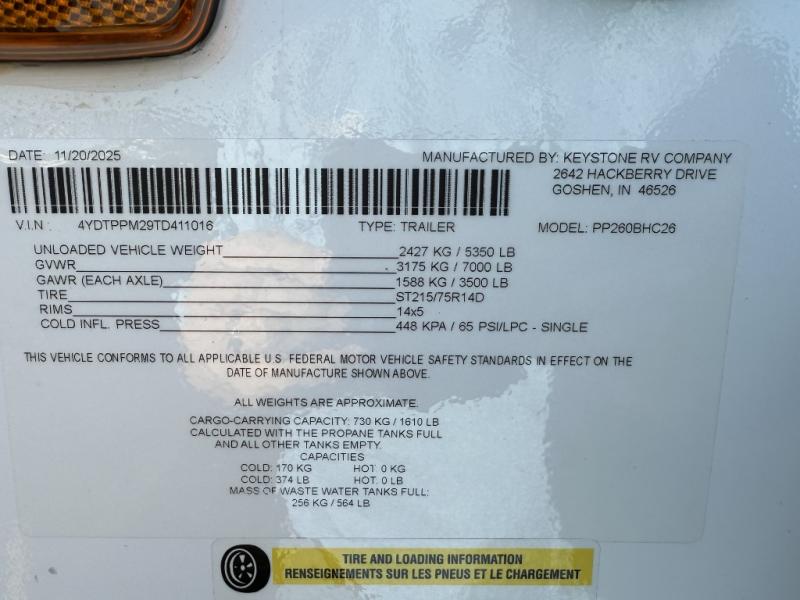 DATE: 11/20/2025 MANUFACTURED BY: KEYSTONE RV COMPANY
2642 HACKBERRY DRIVE
GOSHEN, IN 46526
V.I.N : 4YDTPPM29TD411016 TYPE: TRAILER MODEL: PP260BHC26
UNLOADED VEHICLE WEIGHT 2427 KG / 5350 LB
GVWR 3175 KG / 7000 LB
GAWR (EACH AXLE) 1588 KG / 3500 LB
TIRE ST215/75R14D
RIMS 14x5
COLD INFL. PRESS 448 KPA / 65 PSI/LPC - SINGLE
THIS VEHICLE CONFORMS TO ALL APPLICABLE U.S. FEDERAL MOTOR VEHICLE SAFETY STANDARDS IN EFFECT ON THE
DATE OF MANUFACTURE SHOWN ABOVE.
ALL WEIGHTS ARE APPROXIMATE.
CARGO-CARRYING CAPACITY: 730 KG / 1610 LB
CALCULATED WITH THE PROPANE TANKS FULL
AND ALL OTHER TANKS EMPTY.
CAPACITIES
COLD: 170 KG HOT: 0 KG
COLD: 374 LB HOT: 0 LB
MASS OF WASTE WATER TANKS FULL:
256 KG / 564 LB
TIRE AND LOADING INFORMATION
RENSEIGNEMENTS SUR LES PNEUS ET LE CHARGEMENT